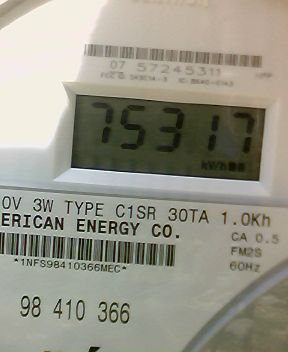 07 57245311
75317
kWh
0V 3W TYPE C1SR 30TA 1.0Kh
ERICAN ENERGY CO.
CA 0.5
FM2S
*1NFS98410366MEC*
60Hz
98 410 366